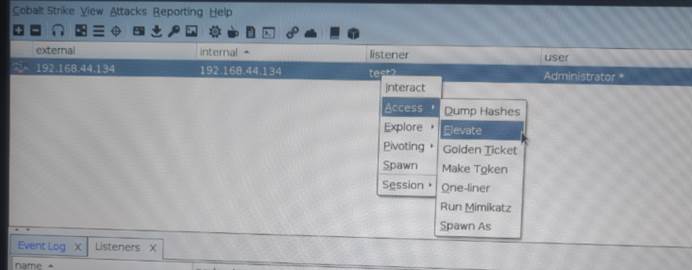 Cobalt Strike View Attacks Reporting Help
external internal listener user
192.168.44.134 192.168.44.134 test2 Administrator *
Interact
Access
Explore
Pivoting
Spawn
Session
Dump Hashes
Elevate
Golden Ticket
Make Token
One-liner
Run Mimikatz
Spawn As
Event Log X Listeners X
name